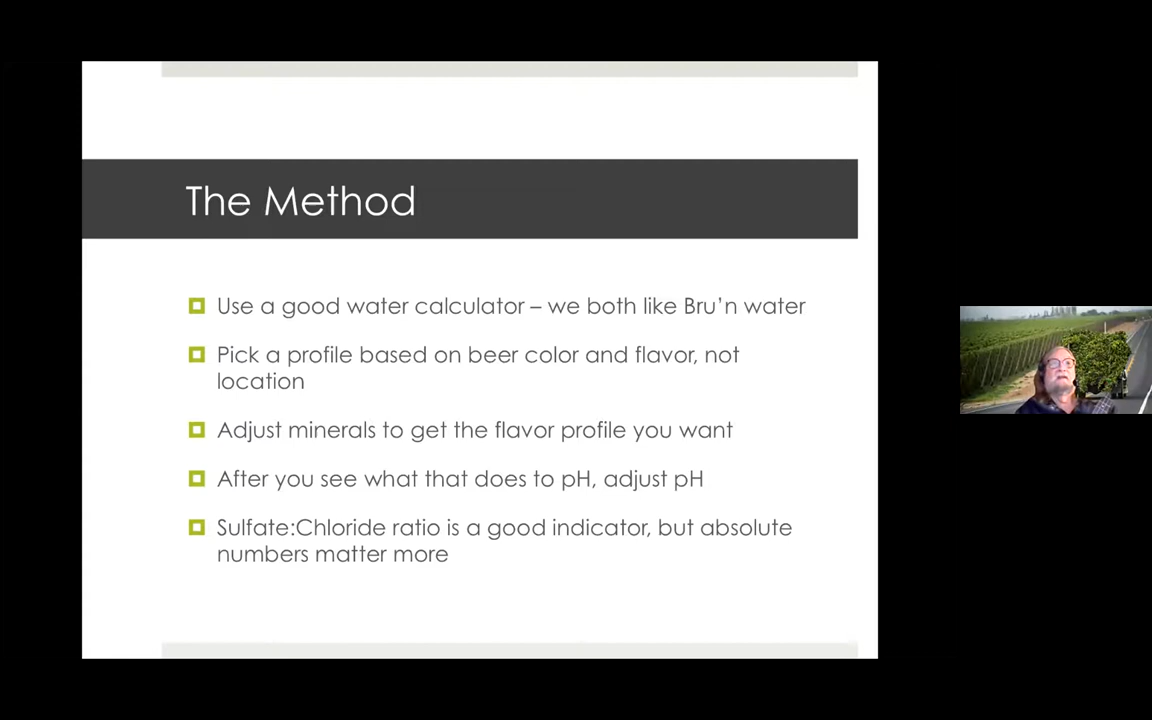 The Method
Use a good water calculator – we both like Bru’n water
Pick a profile based on beer color and flavor, not
location
Adjust minerals to get the flavor profile you want
After you see what that does to pH, adjust pH
Sulfate:Chloride ratio is a good indicator, but absolute
numbers matter more